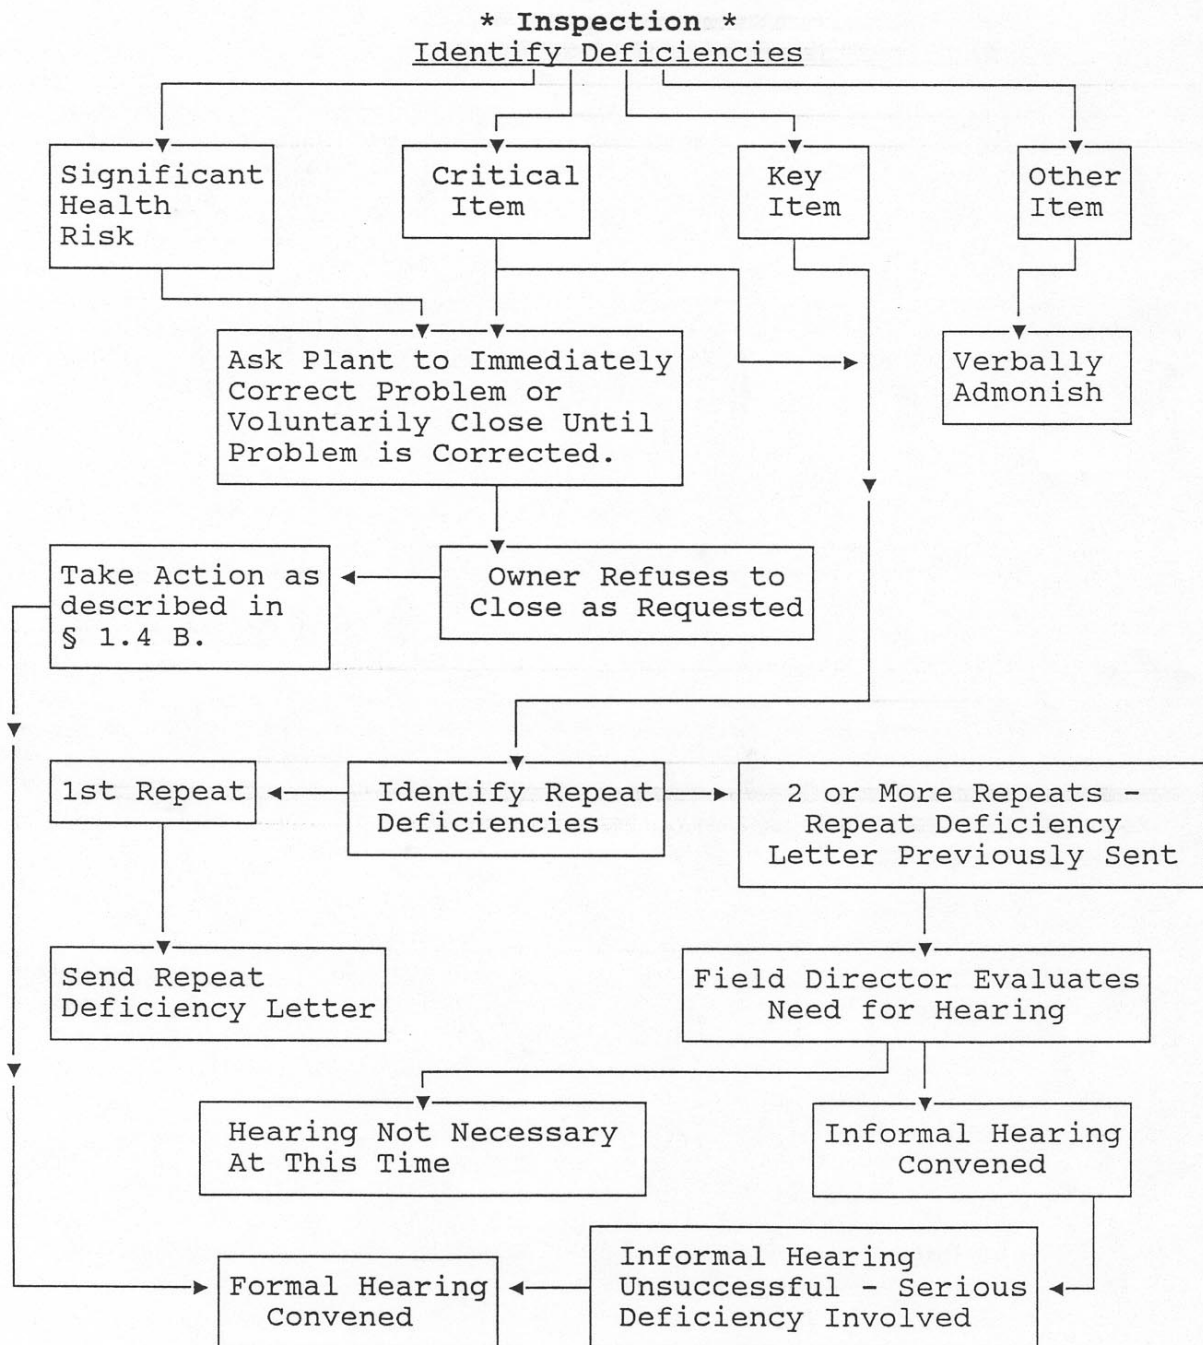 * Inspection *
Identify Deficiencies
Significant
Health
Risk
Critical
Item
Key
Item
Other
Item
Ask Plant to Immediately
Correct Problem or
Voluntarily Close Until
Problem is Corrected.
Verbally
Admonish
Take Action as
described in
§ 1.4 B.
Owner Refuses to
Close as Requested
1st Repeat
Identify Repeat
Deficiencies
2 or More Repeats -
Repeat Deficiency
Letter Previously Sent
Send Repeat
Deficiency Letter
Field Director Evaluates
Need for Hearing
Hearing Not Necessary
At This Time
Informal Hearing
Convened
Formal Hearing
Convened
Informal Hearing
Unsuccessful - Serious
Deficiency Involved